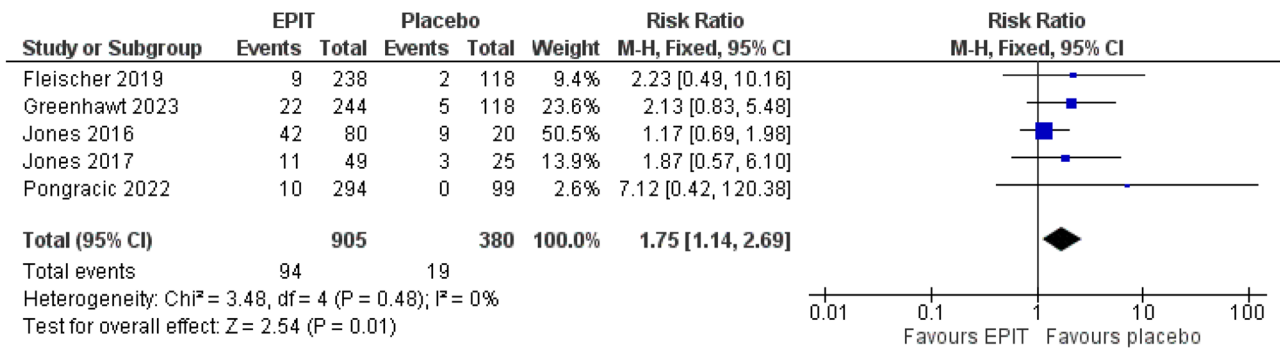 EPIT Placebo Risk Ratio Risk Ratio
Study or Subgroup Events Total Events Total Weight M-H, Fixed, 95% CI M-H, Fixed, 95% CI
Fleischer 2019 9 238 2 118 9.4% 2.23 [0.49, 10.16]
Greenhawt 2023 22 244 5 118 23.6% 2.13 [0.83, 5.48]
Jones 2016 42 80 9 20 50.5% 1.17 [0.69, 1.98]
Jones 2017 11 49 3 25 13.9% 1.87 [0.57, 6.10]
Pongracic 2022 10 294 0 99 2.6% 7.12 [0.42, 120.38]
Total (95% CI) 905 380 100.0% 1.75 [1.14, 2.69]
Total events 94 19
Heterogeneity: Chi² = 3.48, df = 4 (P = 0.48); I² = 0%
Test for overall effect: Z = 2.54 (P = 0.01)
0.01 0.1 1 10 100
Favours EPIT Favours placebo